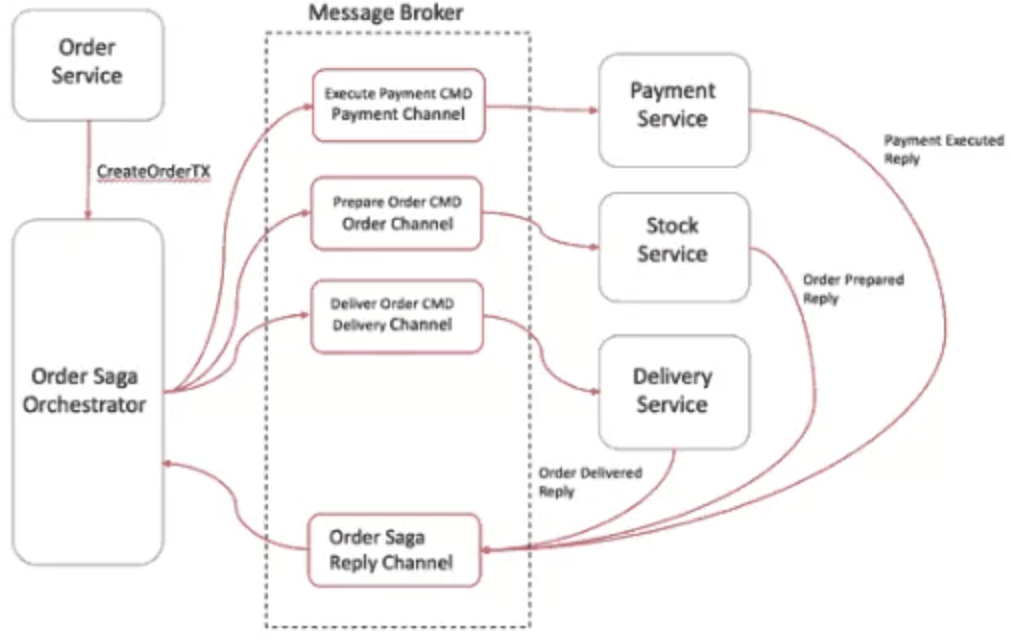 Message Broker
Order
Service
CreateOrderTX
Order Saga
Orchestrator
Execute Payment CMD
Payment Channel
Prepare Order CMD
Order Channel
Deliver Order CMD
Delivery Channel
Order Saga
Reply Channel
Payment
Service
Stock
Service
Delivery
Service
Payment Executed
Reply
Order Prepared
Reply
Order Delivered
Reply